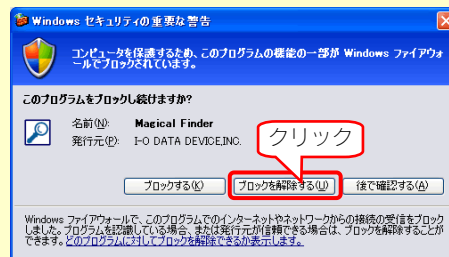 Windows セキュリティの重要な警告
コンピュータを保護するため、このプログラムの機能の一部が Windows ファイアウォ
ールでブロックされています。
このプログラムをブロックし続けますか?
名前(N): Magical Finder
発行元(P): I-O DATA DEVICE,INC.
クリック
ブロックする(K) ブロックを解除する(U) 後で確認する(A)
Windows ファイアウォールで、このプログラムでのインターネットやネットワークからの接続の受信をブロック
しました。プログラムを認識している場合、または発行元が信頼できる場合は、ブロックを解除することが
できます。どのプログラムに対してブロックを解除できるか表示します。